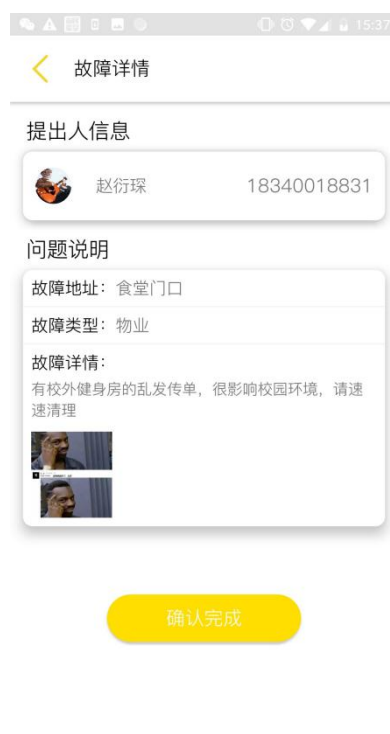 15:37
故障详情
提出人信息
赵衍琛 18340018831
问题说明
故障地址：食堂门口
故障类型：物业
故障详情：
有校外健身房的乱发传单，很影响校园环境，请速
速清理
确认完成